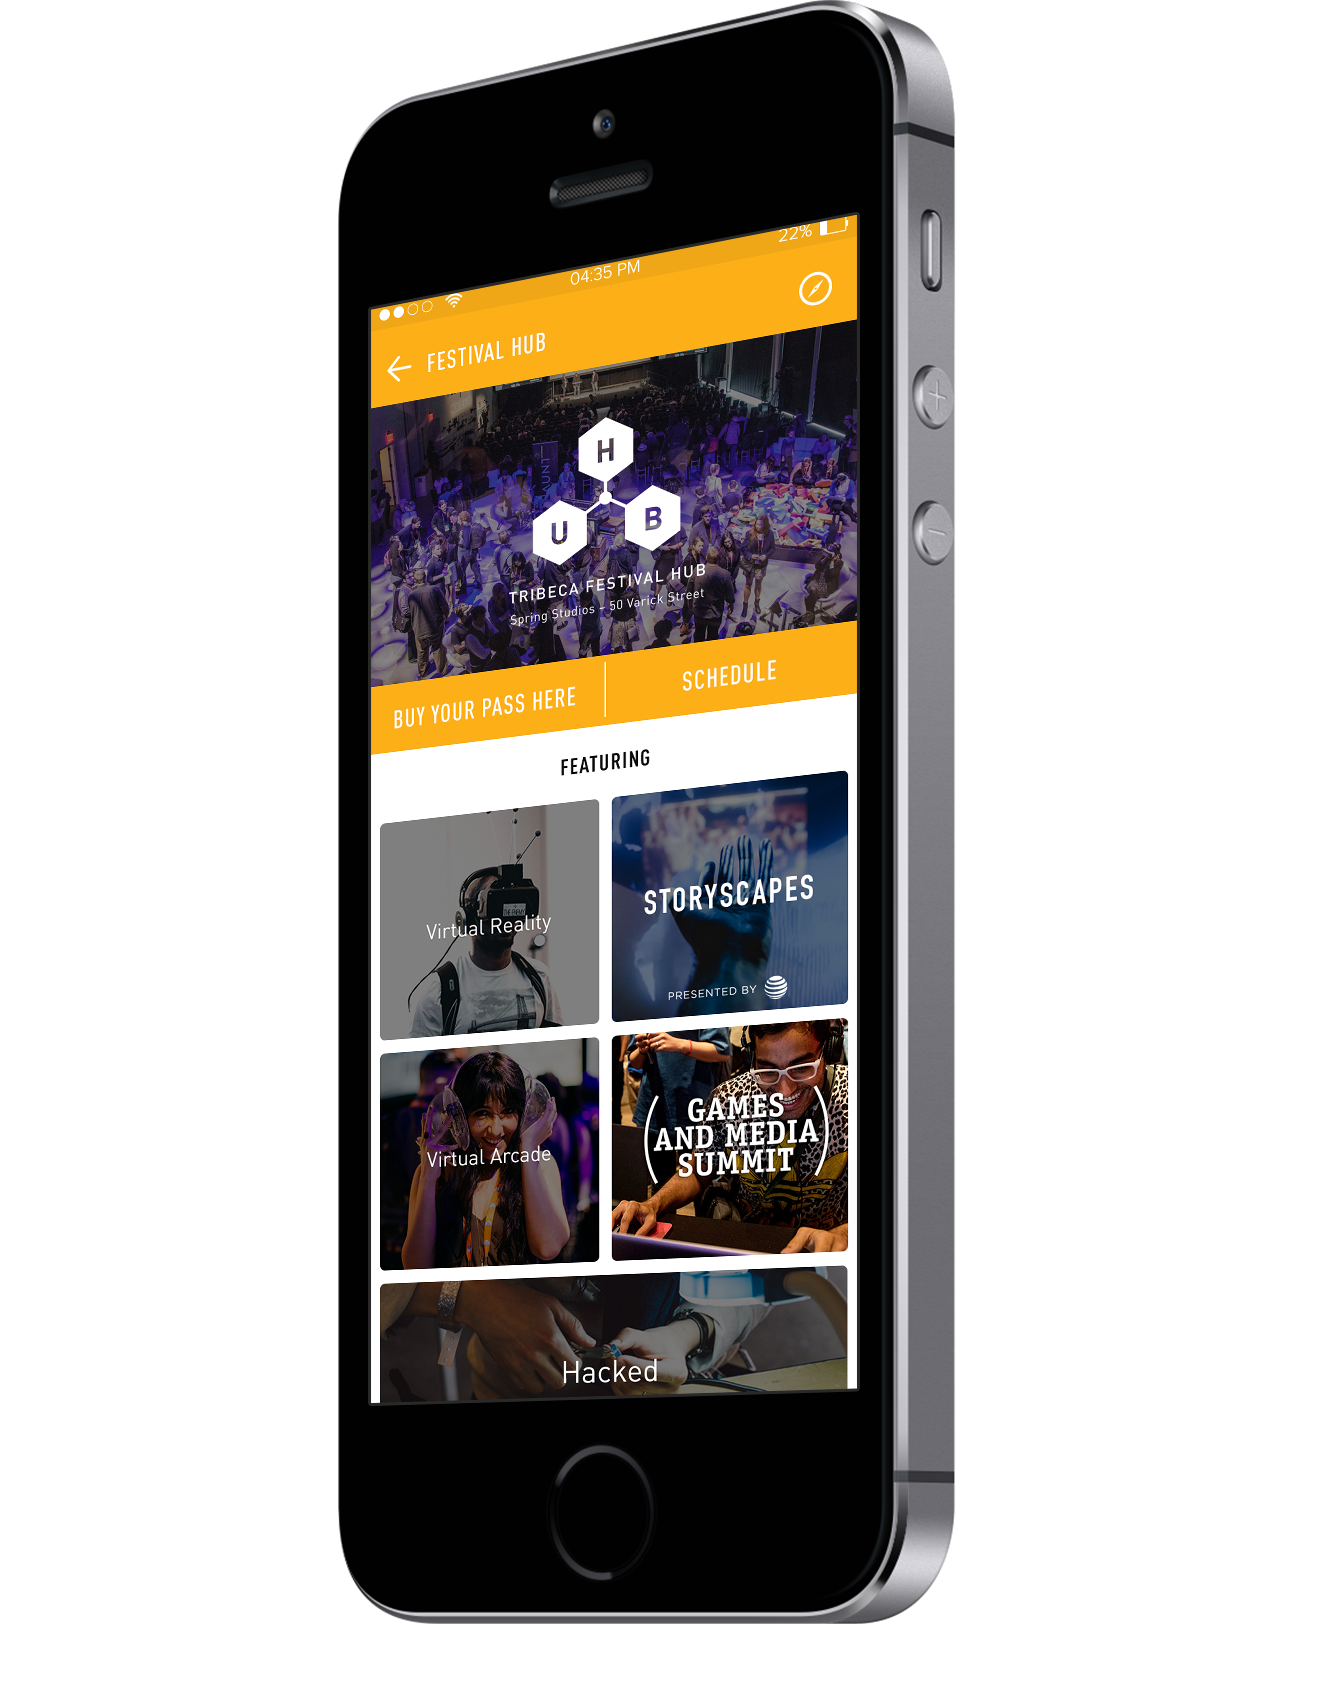 22%
04:35 PM
FESTIVAL HUB
H
U B
TRIBECA FESTIVAL HUB
Spring Studios – 50 Varick Street
BUY YOUR PASS HERE
SCHEDULE
FEATURING
Virtual Reality
STORYSCAPES
PRESENTED BY
Virtual Arcade
(GAMES
AND MEDIA
SUMMIT)
Hacked